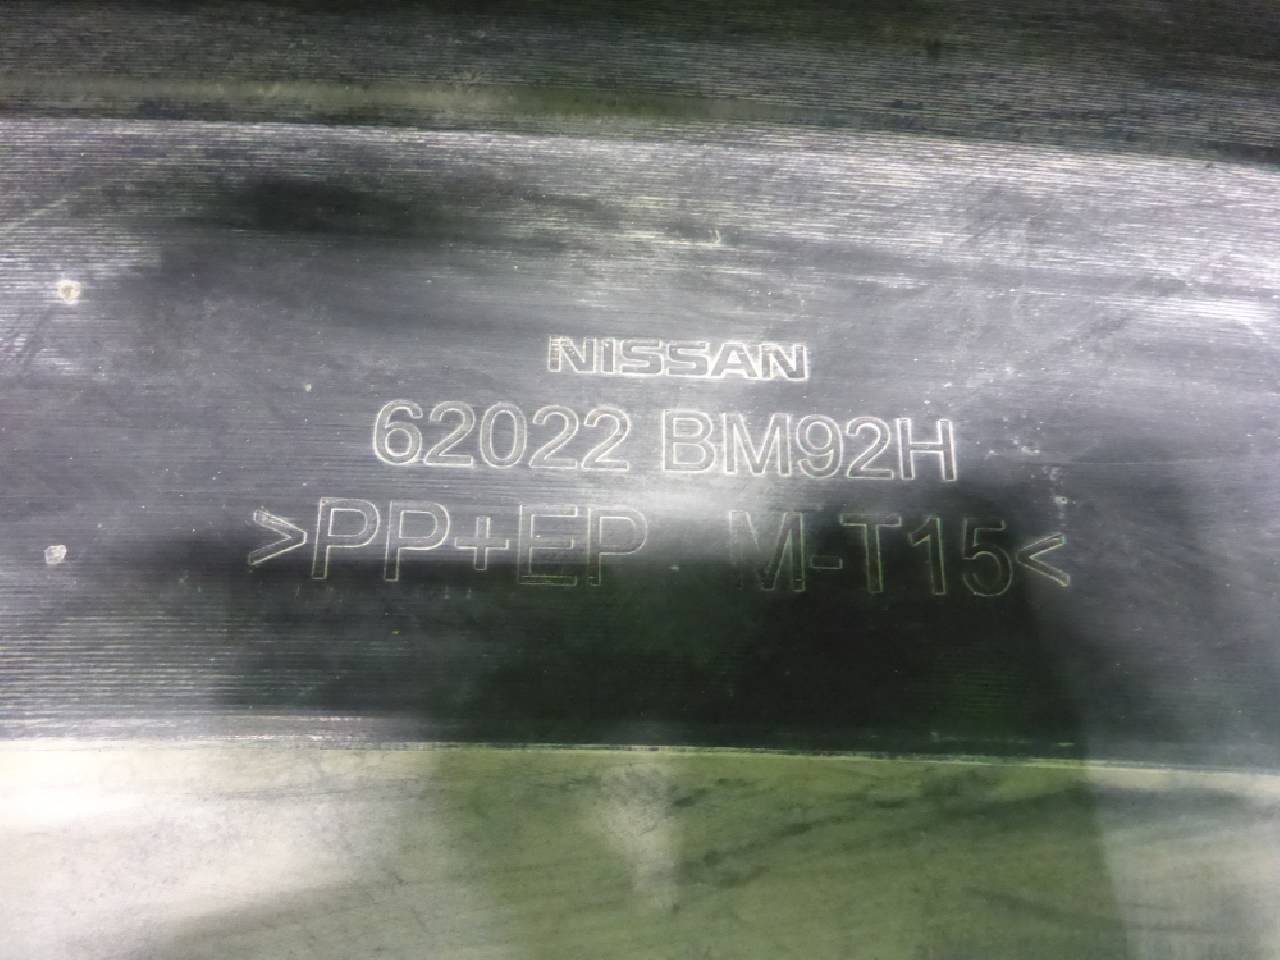 NISSAN
62022 BM92H
>PP+EP M-T15<